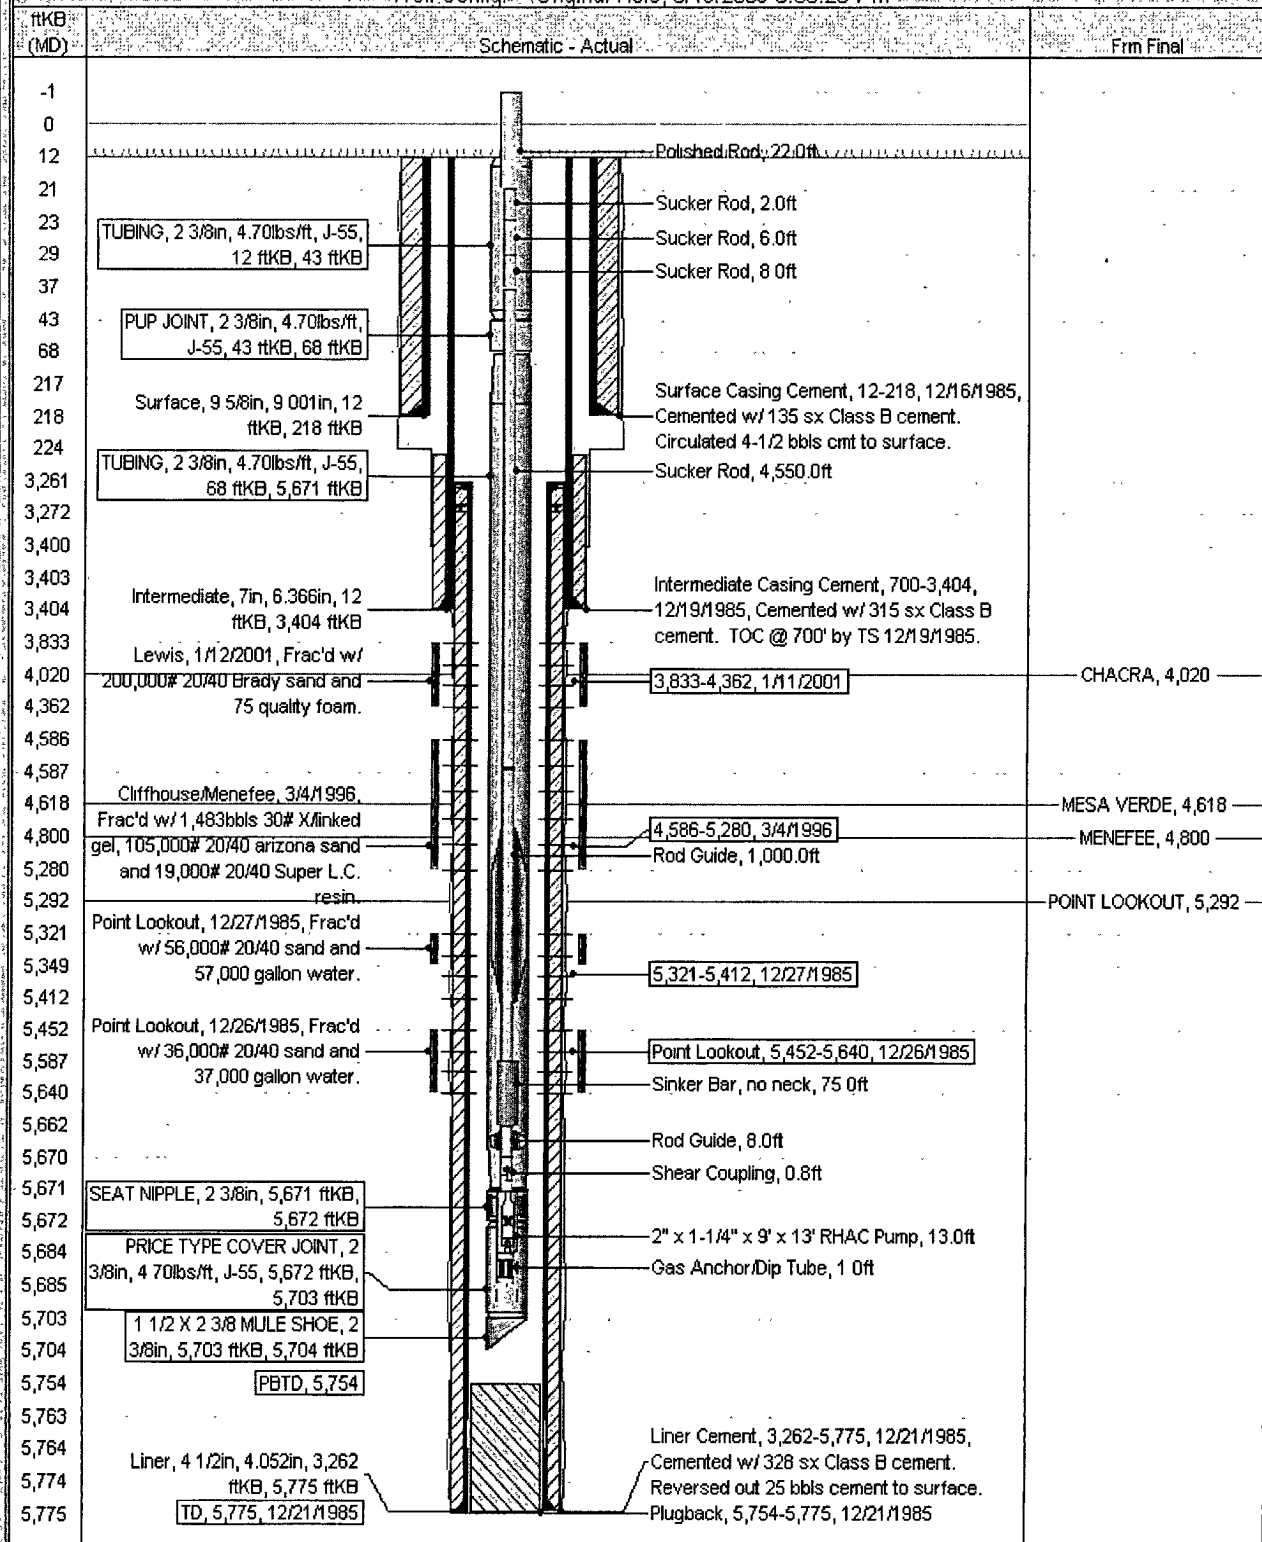 ftKB
(MD)
Schematic - Actual
Frm Final
-1
0
12
21
23
29
37
43
68
217
218
224
3,261
3,272
3,400
3,403
3,404
3,833
4,020
4,362
4,586
4,587
4,618
4,800
5,280
5,292
5,321
5,349
5,412
5,452
5,587
5,640
5,662
5,670
5,671
5,672
5,684
5,685
5,703
5,704
5,754
5,763
5,764
5,774
5,775
TUBING, 2 3/8in, 4.70lbs/ft, J-55,
12 ftKB, 43 ftKB
PUP JOINT, 2 3/8in, 4.70lbs/ft,
J-55, 43 ftKB, 68 ftKB
Surface, 9 5/8in, 9 001in, 12
ftKB, 218 ftKB
TUBING, 2 3/8in, 4.70lbs/ft, J-55,
68 ftKB, 5,671 ftKB
Intermediate, 7in, 6.366in, 12
ftKB, 3,404 ftKB
Lewis, 1/12/2001, Frac'd w/
200,000# 20/40 Brady sand and
75 quality foam.
Cliffhouse/Menefee, 3/4/1996,
Frac'd w/ 1,483bbls 30# X/linked
gel, 105,000# 20/40 arizona sand
and 19,000# 20/40 Super L.C.
resin.
Point Lookout, 12/27/1985, Frac'd
w/ 56,000# 20/40 sand and
57,000 gallon water.
Point Lookout, 12/26/1985, Frac'd
w/ 36,000# 20/40 sand and
37,000 gallon water.
SEAT NIPPLE, 2 3/8in, 5,671 ftKB,
5,672 ftKB
PRICE TYPE COVER JOINT, 2
3/8in, 4 70lbs/ft, J-55, 5,672 ftKB,
5,703 ftKB
1 1/2 X 2 3/8 MULE SHOE, 2
3/8in, 5,703 ftKB, 5,704 ftKB
PBTD, 5,754
Liner, 4 1/2in, 4.052in, 3,262
ftKB, 5,775 ftKB
TD, 5,775, 12/21/1985
Polished Rod, 22.0ft
Sucker Rod, 2.0ft
Sucker Rod, 6.0ft
Sucker Rod, 8 0ft
Surface Casing Cement, 12-218, 12/16/1985,
Cemented w/ 135 sx Class B cement.
Circulated 4-1/2 bbls cmt to surface.
Sucker Rod, 4,550.0ft
Intermediate Casing Cement, 700-3,404,
12/19/1985, Cemented w/ 315 sx Class B
cement. TOC @ 700' by TS 12/19/1985.
3,833-4,362, 1/11/2001
4,586-5,280, 3/4/1996
Rod Guide, 1,000.0ft
5,321-5,412, 12/27/1985
Point Lookout, 5,452-5,640, 12/26/1985
Sinker Bar, no neck, 75 0ft
Rod Guide, 8.0ft
Shear Coupling, 0.8ft
2" x 1-1/4" x 9' x 13' RHAC Pump, 13.0ft
Gas Anchor/Dip Tube, 1 0ft
Liner Cement, 3,262-5,775, 12/21/1985,
Cemented w/ 328 sx Class B cement.
Reversed out 25 bbls cement to surface.
Plugback, 5,754-5,775, 12/21/1985
CHACRA, 4,020
MESA VERDE, 4,618
MENEFEE, 4,800
POINT LOOKOUT, 5,292